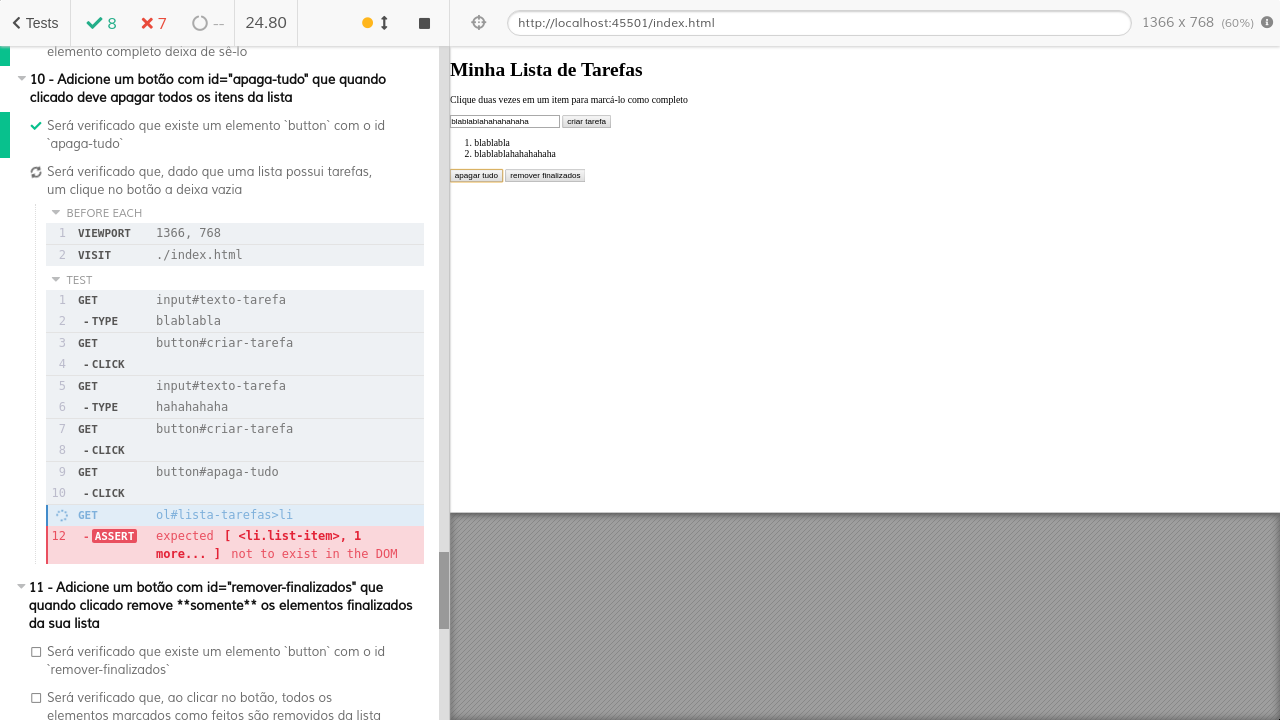 Tests
8
7
--
24.80
http://localhost:45501/index.html
1366 x 768 (60%)
elemento completo deixa de sê-lo
10 - Adicione um botão com id="apaga-tudo" que quando
clicado deve apagar todos os itens da lista
Será verificado que existe um elemento `button` com o id
`apaga-tudo`
Será verificado que, dado que uma lista possui tarefas,
um clique no botão a deixa vazia
BEFORE EACH
1 VIEWPORT 1366, 768
2 VISIT ./index.html
TEST
1 GET input#texto-tarefa
2 - TYPE blablabla
3 GET button#criar-tarefa
4 - CLICK
5 GET input#texto-tarefa
6 - TYPE hahahahaha
7 GET button#criar-tarefa
8 - CLICK
9 GET button#apaga-tudo
10 - CLICK
GET ol#lista-tarefas>li
12 - ASSERT expected [ <li.list-item>, 1
more... ] not to exist in the DOM
11 - Adicione um botão com id="remover-finalizados" que
quando clicado remove **somente** os elementos finalizados
da sua lista
Será verificado que existe um elemento `button` com o id
`remover-finalizados`
Será verificado que, ao clicar no botão, todos os
elementos marcados como feitos são removidos da lista
Minha Lista de Tarefas
Clique duas vezes em um item para marcá-lo como completo
blablablahahahahaha criar tarefa
1. blablabla
2. blablablahahahahaha
apagar tudo remover finalizados